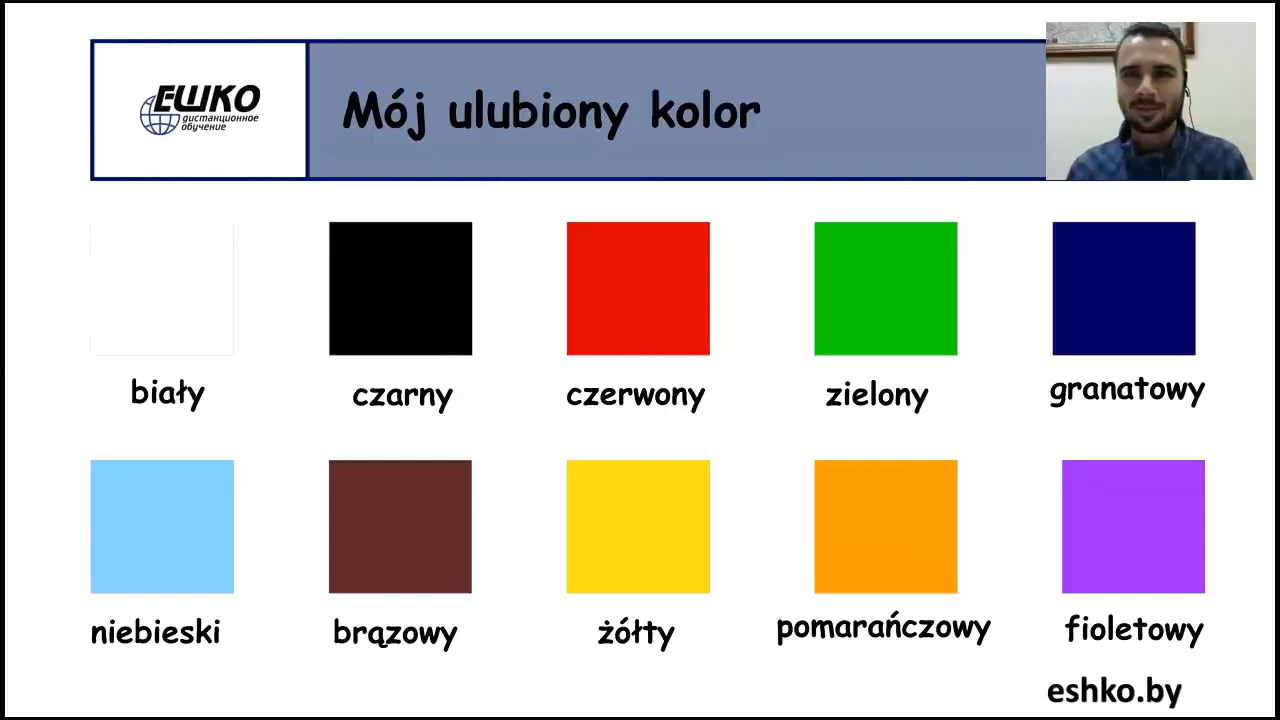 ЕШКО
дистанционное
обучение
Mój ulubiony kolor
biały czarny czerwony zielony granatowy
niebieski brązowy żółty pomarańczowy fioletowy
eshko.by